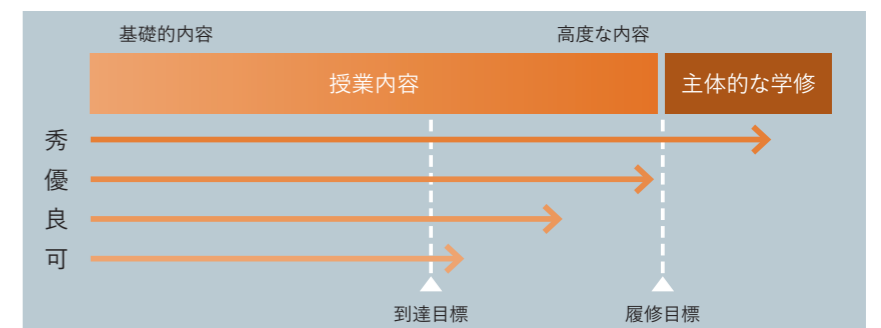 基礎的内容
高度な内容
授業内容
主体的な学修
秀
優
良
可
到達目標
履修目標